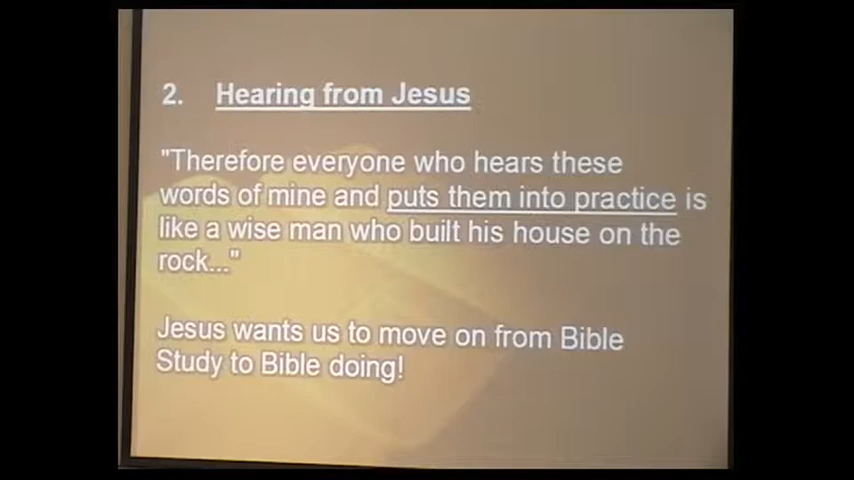 2. Hearing from Jesus
"Therefore everyone who hears these
words of mine and puts them into practice is
like a wise man who built his house on the
rock..."
Jesus wants us to move on from Bible
Study to Bible doing!